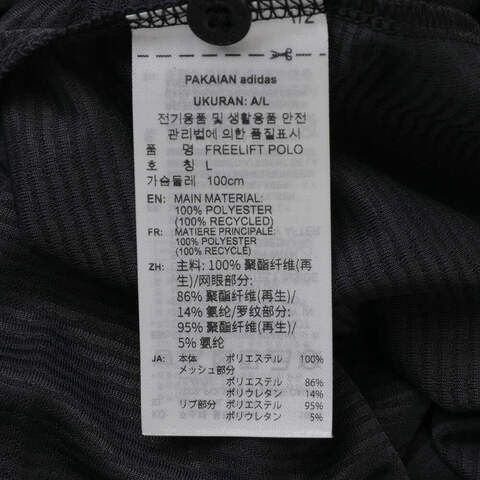 1/2
PAKAIAN adidas
UKURAN: A/L
전기용품 및 생활용품 안전
관리법에 의한 품질표시
품 명 FREELIFT POLO
호 칭 L
가슴둘레 100cm
EN: MAIN MATERIAL:
100% POLYESTER
(100% RECYCLED)
FR: MATIERE PRINCIPALE:
100% POLYESTER
(100% RECYCLÉ)
ZH: 主料: 100% 聚酯纤维(再
生)/网眼部分:
86% 聚酯纤维(再生)/
14% 氨纶/罗纹部分:
95% 聚酯纤维(再生)/
5% 氨纶
JA: 本体 ポリエステル 100%
メッシュ部分
ポリエステル 86%
ポリウレタン 14%
リブ部分 ポリエステル 95%
ポリウレタン 5%